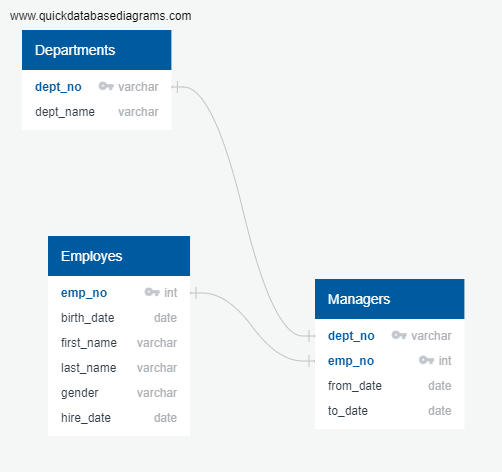 www.quickdatabasediagrams.com
Departments
dept_no varchar
dept_name varchar
Employes
emp_no int
birth_date date
first_name varchar
last_name varchar
gender varchar
hire_date date
Managers
dept_no varchar
emp_no int
from_date date
to_date date